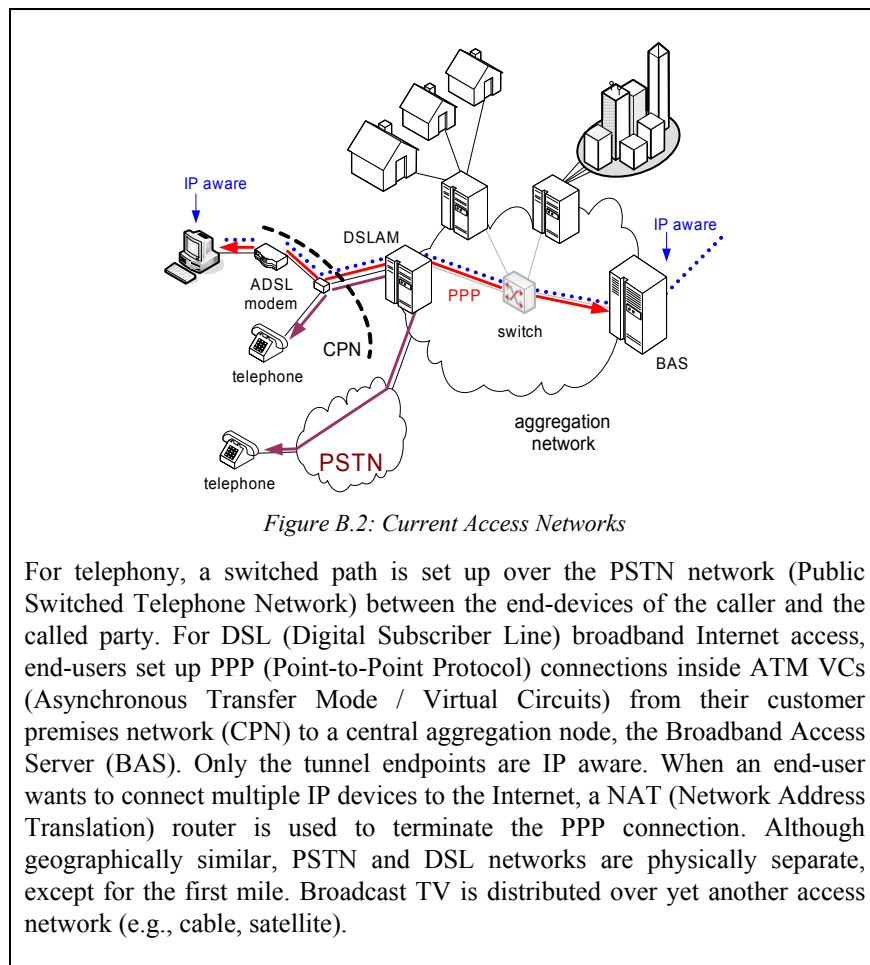 IP aware
IP aware
DSLAM
ADSL
modem
PPP
switch
CPN
telephone
BAS
aggregation
network
PSTN
telephone
Figure B.2: Current Access Networks
For telephony, a switched path is set up over the PSTN network (Public
Switched Telephone Network) between the end-devices of the caller and the
called party. For DSL (Digital Subscriber Line) broadband Internet access,
end-users set up PPP (Point-to-Point Protocol) connections inside ATM VCs
(Asynchronous Transfer Mode / Virtual Circuits) from their customer
premises network (CPN) to a central aggregation node, the Broadband Access
Server (BAS). Only the tunnel endpoints are IP aware. When an end-user
wants to connect multiple IP devices to the Internet, a NAT (Network Address
Translation) router is used to terminate the PPP connection. Although
geographically similar, PSTN and DSL networks are physically separate,
except for the first mile. Broadcast TV is distributed over yet another access
network (e.g., cable, satellite).